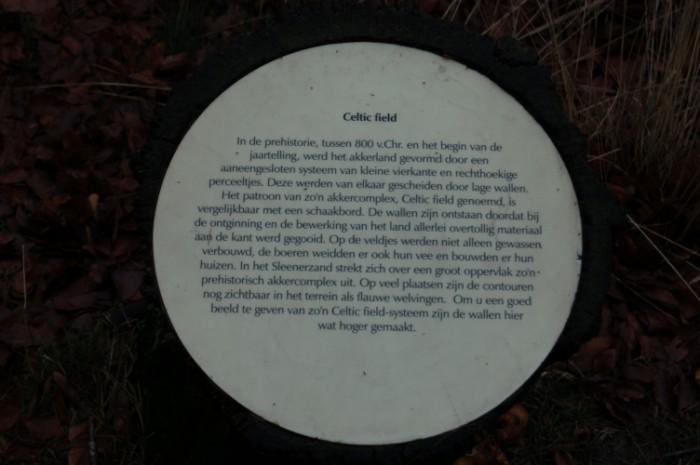 Celtic field
In de prehistorie, tussen 800 v.Chr. en het begin van de
jaartelling, werd het akkerland gevormd door een
aaneengesloten systeem van kleine vierkante en rechthoekige
perceeltjes. Deze werden van elkaar gescheiden door lage wallen.
Het patroon van zo'n akkercomplex, Celtic field genoemd, is
vergelijkbaar met een schaakbord. De wallen zijn ontstaan doordat bij
de ontginning en de bewerking van het land allerlei overtollig materiaal
aan de kant werd gegooid. Op de veldjes werden niet alleen gewassen
verbouwd, de boeren weidden er ook hun vee en bouwden er hun
huizen. In het Sleenerzand strekt zich over een groot oppervlak zo'n
prehistorisch akkercomplex uit. Op veel plaatsen zijn de contouren
nog zichtbaar in het terrein als flauwe welvingen. Om u een goed
beeld te geven van zo'n Celtic field-systeem zijn de wallen hier
wat hoger gemaakt.